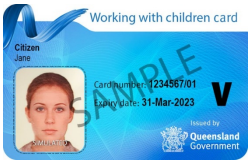 Working with children card
Citizen
Jane
SAMPLE
Card number: 1234567/01
Expiry date: 31-Mar-2023
V
Issued by
Queensland
Government